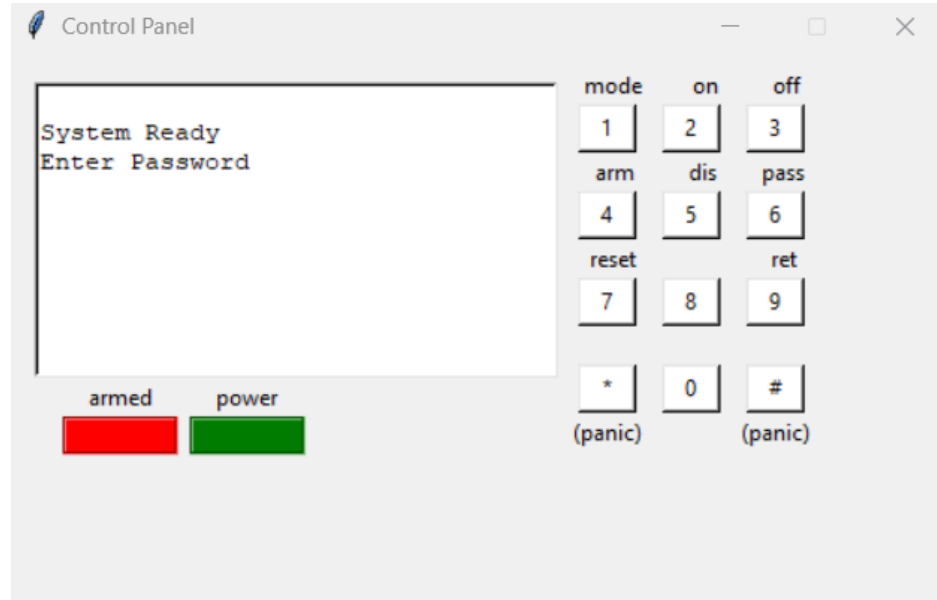 Control Panel
System Ready
Enter Password
mode on off
1 2 3
arm dis pass
4 5 6
reset ret
7 8 9
* 0 #
(panic) (panic)
armed power